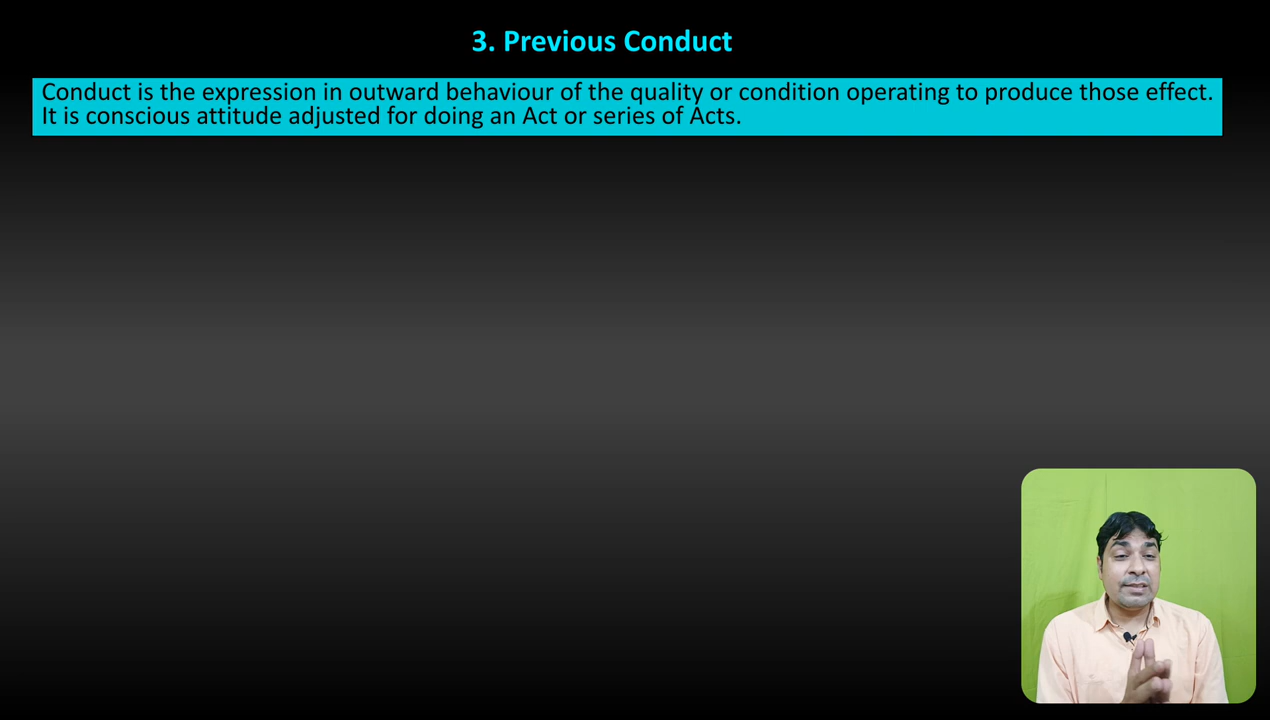 3. Previous Conduct
Conduct is the expression in outward behaviour of the quality or condition operating to produce those effect.
It is conscious attitude adjusted for doing an Act or series of Acts.